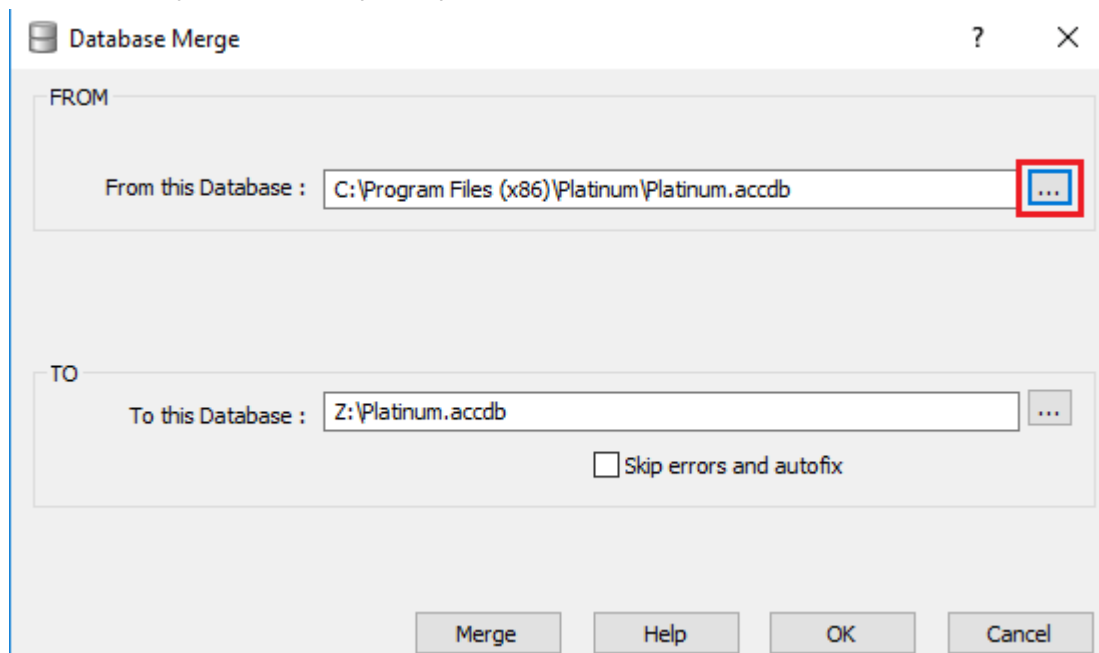 Database Merge ?
FROM
From this Database : C:\Program Files (x86)\Platinum\Platinum.accdb ...
TO
To this Database : Z:\Platinum.accdb ...
Skip errors and autofix
Merge Help OK Cancel